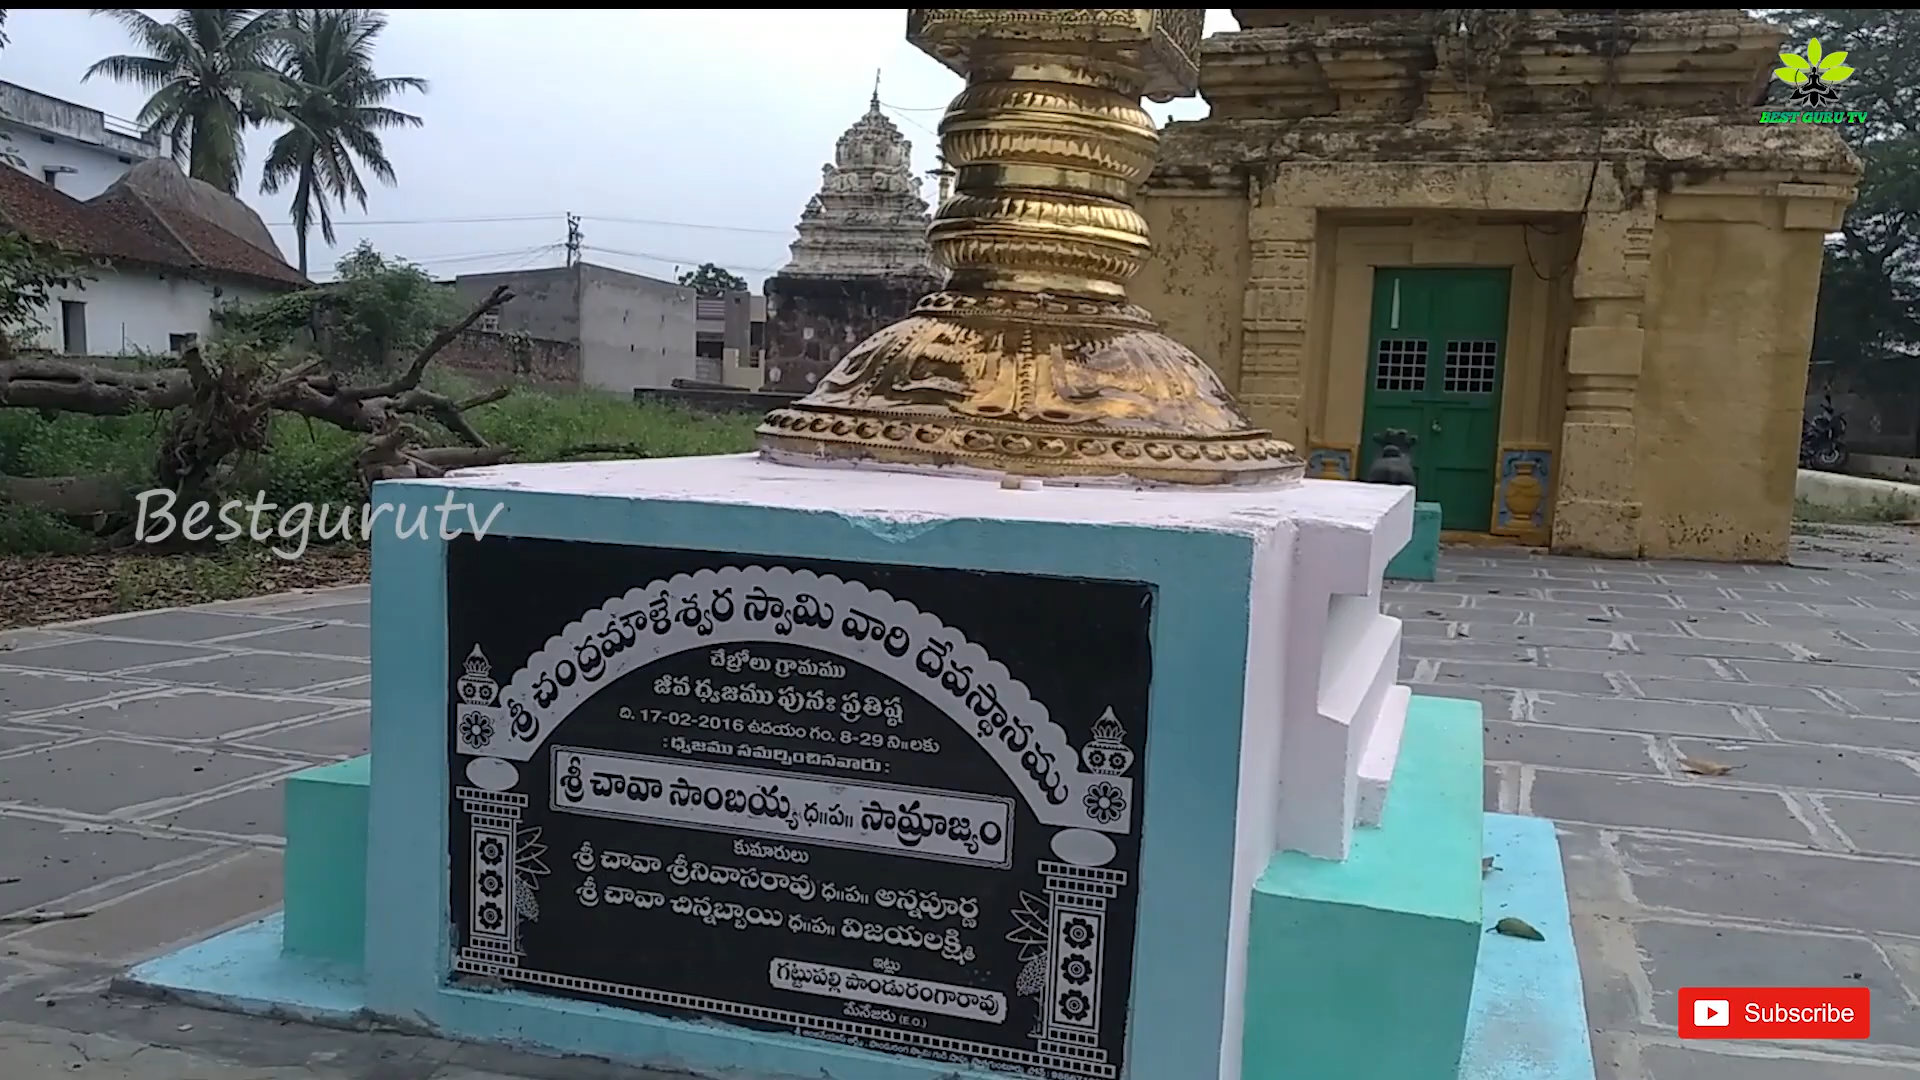 BEST GURU TV
Bestgurutv
శ్రీ చంద్రమౌళేశ్వర స్వామి వారి దేవస్థానము
చేబ్రోలు గ్రామము
జీవ ధ్వజము పునః ప్రతిష్ఠ
ది. 17-02-2016 ఉదయం గం. 8-29 ని॥లకు
: ధ్వజము సమర్పించినవారు :
శ్రీ చావా సాంబయ్య ధ॥ప॥ సామ్రాజ్యం
కుమారులు
శ్రీ చావా శ్రీనివాసరావు ధ॥ప॥ అన్నపూర్ణ
శ్రీ చావా చిన్నబ్బాయి ధ॥ప॥ విజయలక్ష్మి
ఇట్లు
గట్టుపల్లి పాండురంగారావు
మేనేజరు (E.O.)
Subscribe